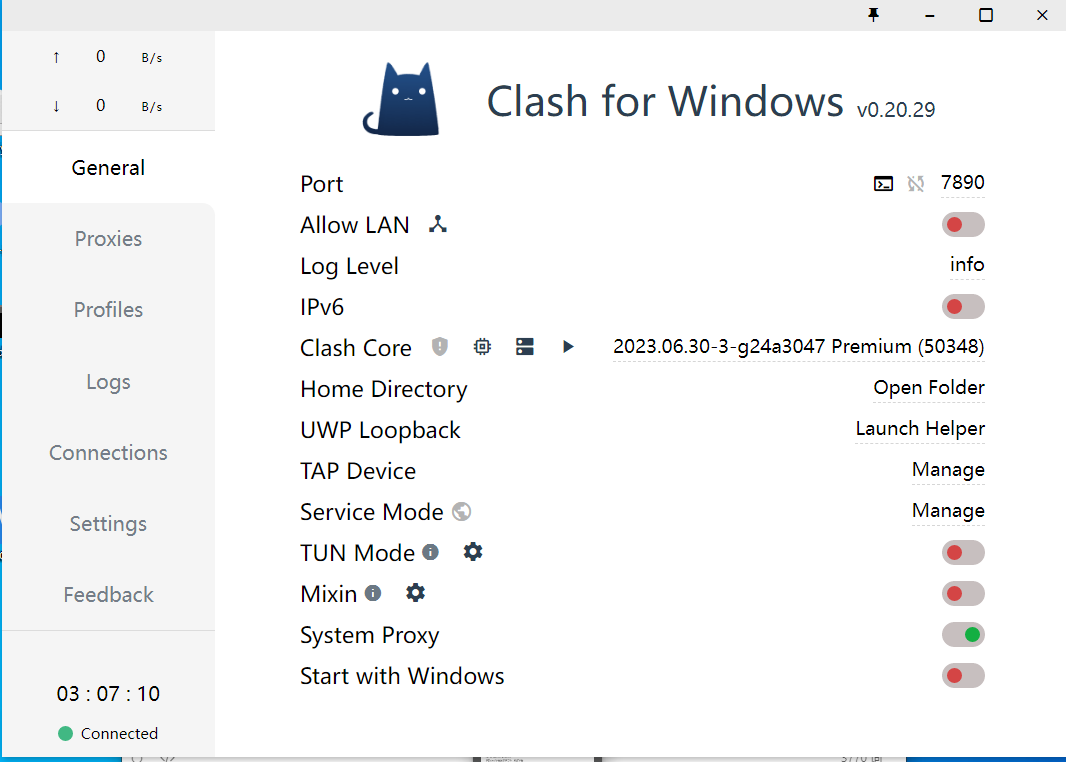 ↑ 0 B/s
↓ 0 B/s
General
Proxies
Profiles
Logs
Connections
Settings
Feedback
03 : 07 : 10
Connected
Clash for Windows v0.20.29
Port 7890
Allow LAN
Log Level info
IPv6
Clash Core 2023.06.30-3-g24a3047 Premium (50348)
Home Directory Open Folder
UWP Loopback Launch Helper
TAP Device Manage
Service Mode Manage
TUN Mode
Mixin
System Proxy
Start with Windows